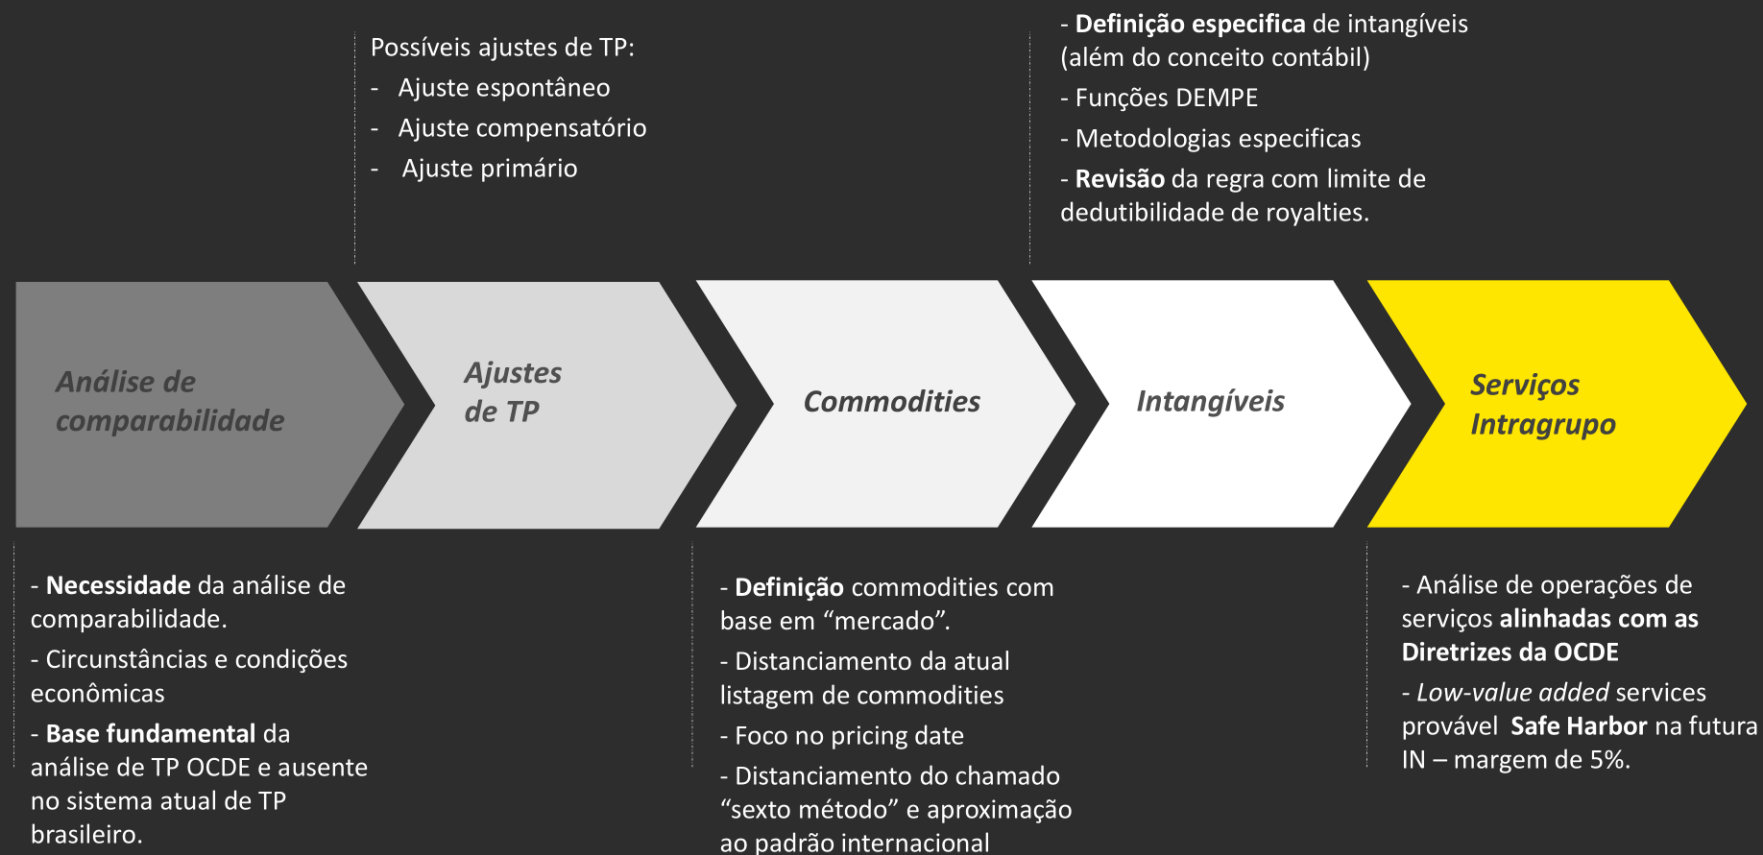 Possíveis ajustes de TP:
- Ajuste espontâneo
- Ajuste compensatório
- Ajuste primário
- Definição especifica de intangíveis
(além do conceito contábil)
- Funções DEMPE
- Metodologias especificas
- Revisão da regra com limite de
dedutibilidade de royalties.
Análise de
comparabilidade
Ajustes
de TP
Commodities
Intangíveis
Serviços
Intragrupo
- Necessidade da análise de
comparabilidade.
- Circunstâncias e condições
econômicas
- Base fundamental da
análise de TP OCDE e ausente
no sistema atual de TP
brasileiro.
- Definição commodities com
base em “mercado”.
- Distanciamento da atual
listagem de commodities
- Foco no pricing date
- Distanciamento do chamado
“sexto método” e aproximação
ao padrão internacional
- Análise de operações de
serviços alinhadas com as
Diretrizes da OCDE
- Low-value added services
provável Safe Harbor na futura
IN – margem de 5%.